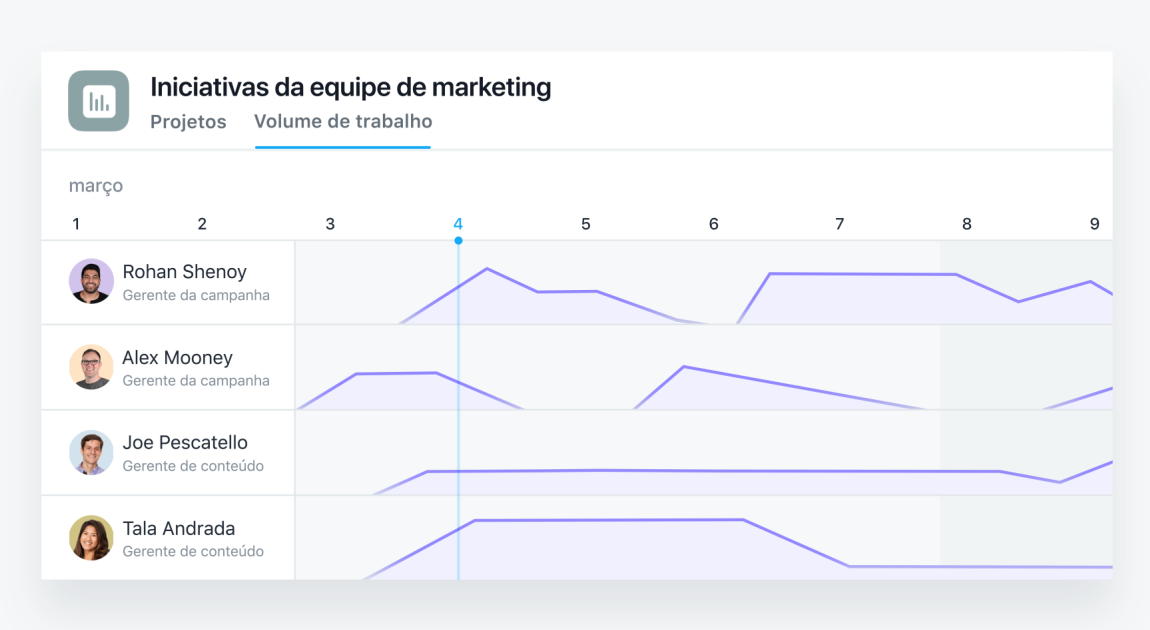 Iniciativas da equipe de marketing
Projetos Volume de trabalho
março
1 2 3 4 5 6 7 8 9
Rohan Shenoy
Gerente da campanha
Alex Mooney
Gerente da campanha
Joe Pescatello
Gerente de conteúdo
Tala Andrada
Gerente de conteúdo